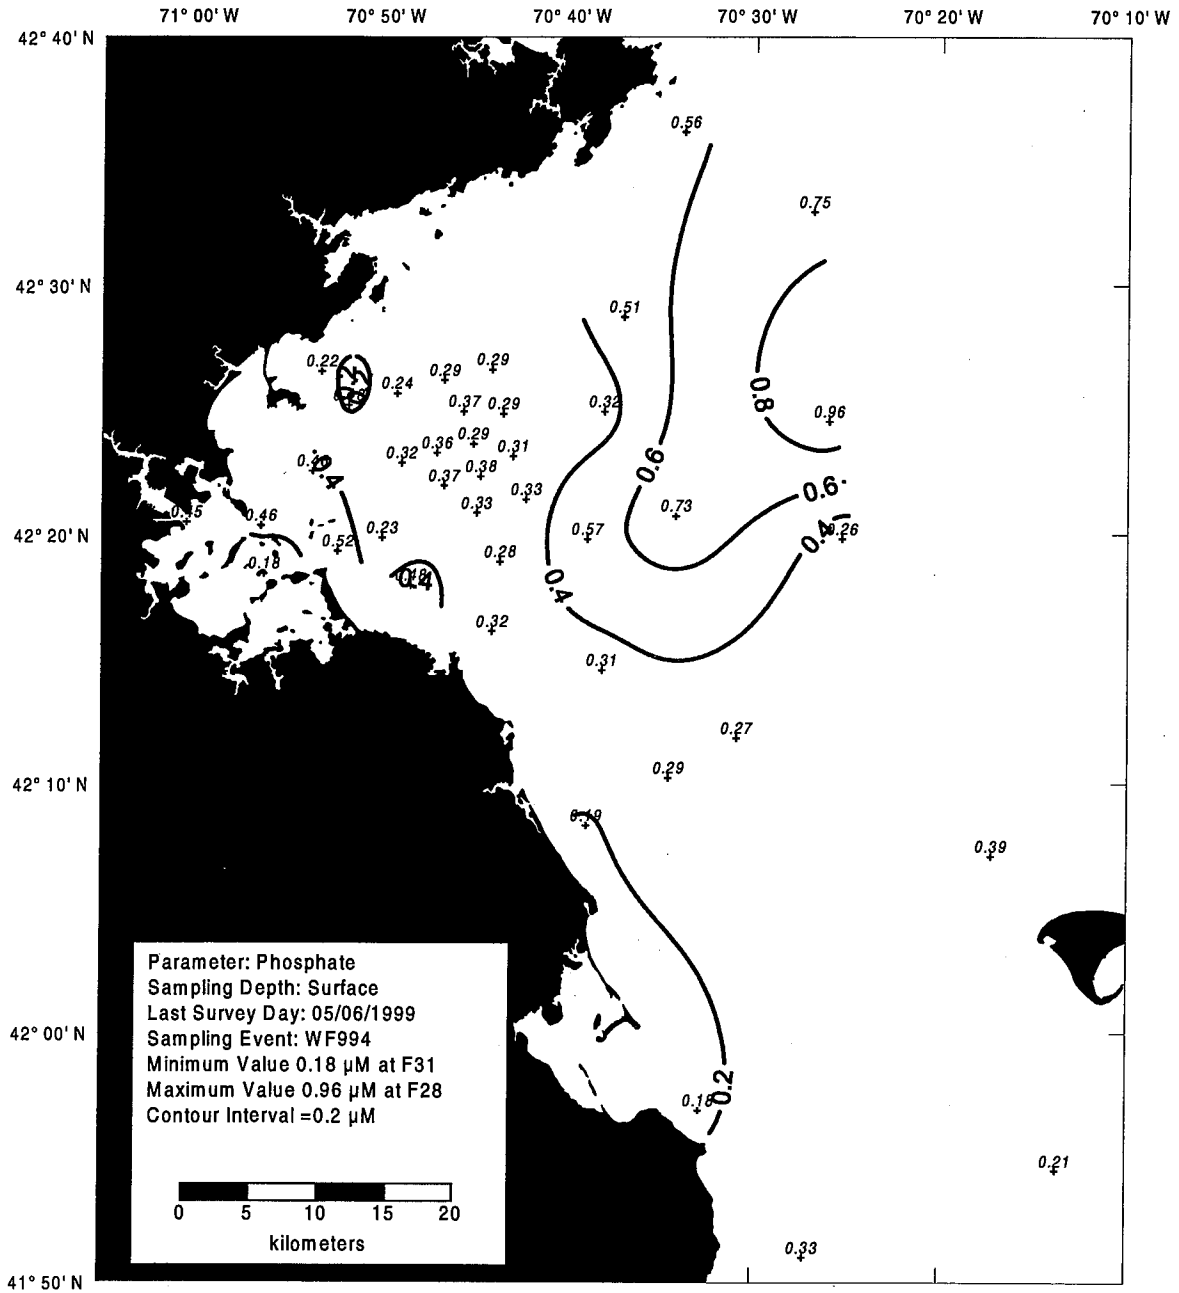 71° 00' W 70° 50' W 70° 40' W 70° 30' W 70° 20' W 70° 10' W
42° 40' N
0.56
0.75
42° 30' N
0.51
0.22 0.29 0.29
0.24
0.37 0.29 0.32 0.8 0.96
0.36 0.29 0.31
0.32
0.37 0.38 0.6
0.4
0.33 0.33 0.6
0.45 0.46 0.73
42° 20' N
0.52 0.23 0.57 0.4 0.26
0.18 0.28
0.4
0.32
0.31
0.27
0.29
42° 10' N
0.19
0.39
Parameter: Phosphate
Sampling Depth: Surface
Last Survey Day: 05/06/1999
Sampling Event: WF994
Minimum Value 0.18 µM at F31
Maximum Value 0.96 µM at F28
Contour Interval =0.2 µM
42° 00' N
0.18 0.2
0.21
0 5 10 15 20
kilometers
0.33
41° 50' N